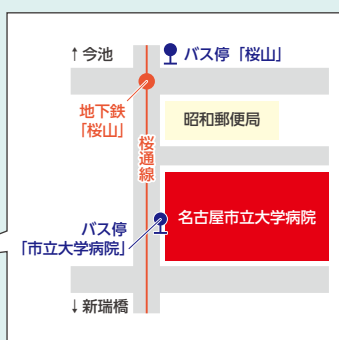 ↑今池
バス停「桜山」
地下鉄
「桜山」
昭和郵便局
桜通線
名古屋市立大学病院
バス停
「市立大学病院」
↓新瑞橋